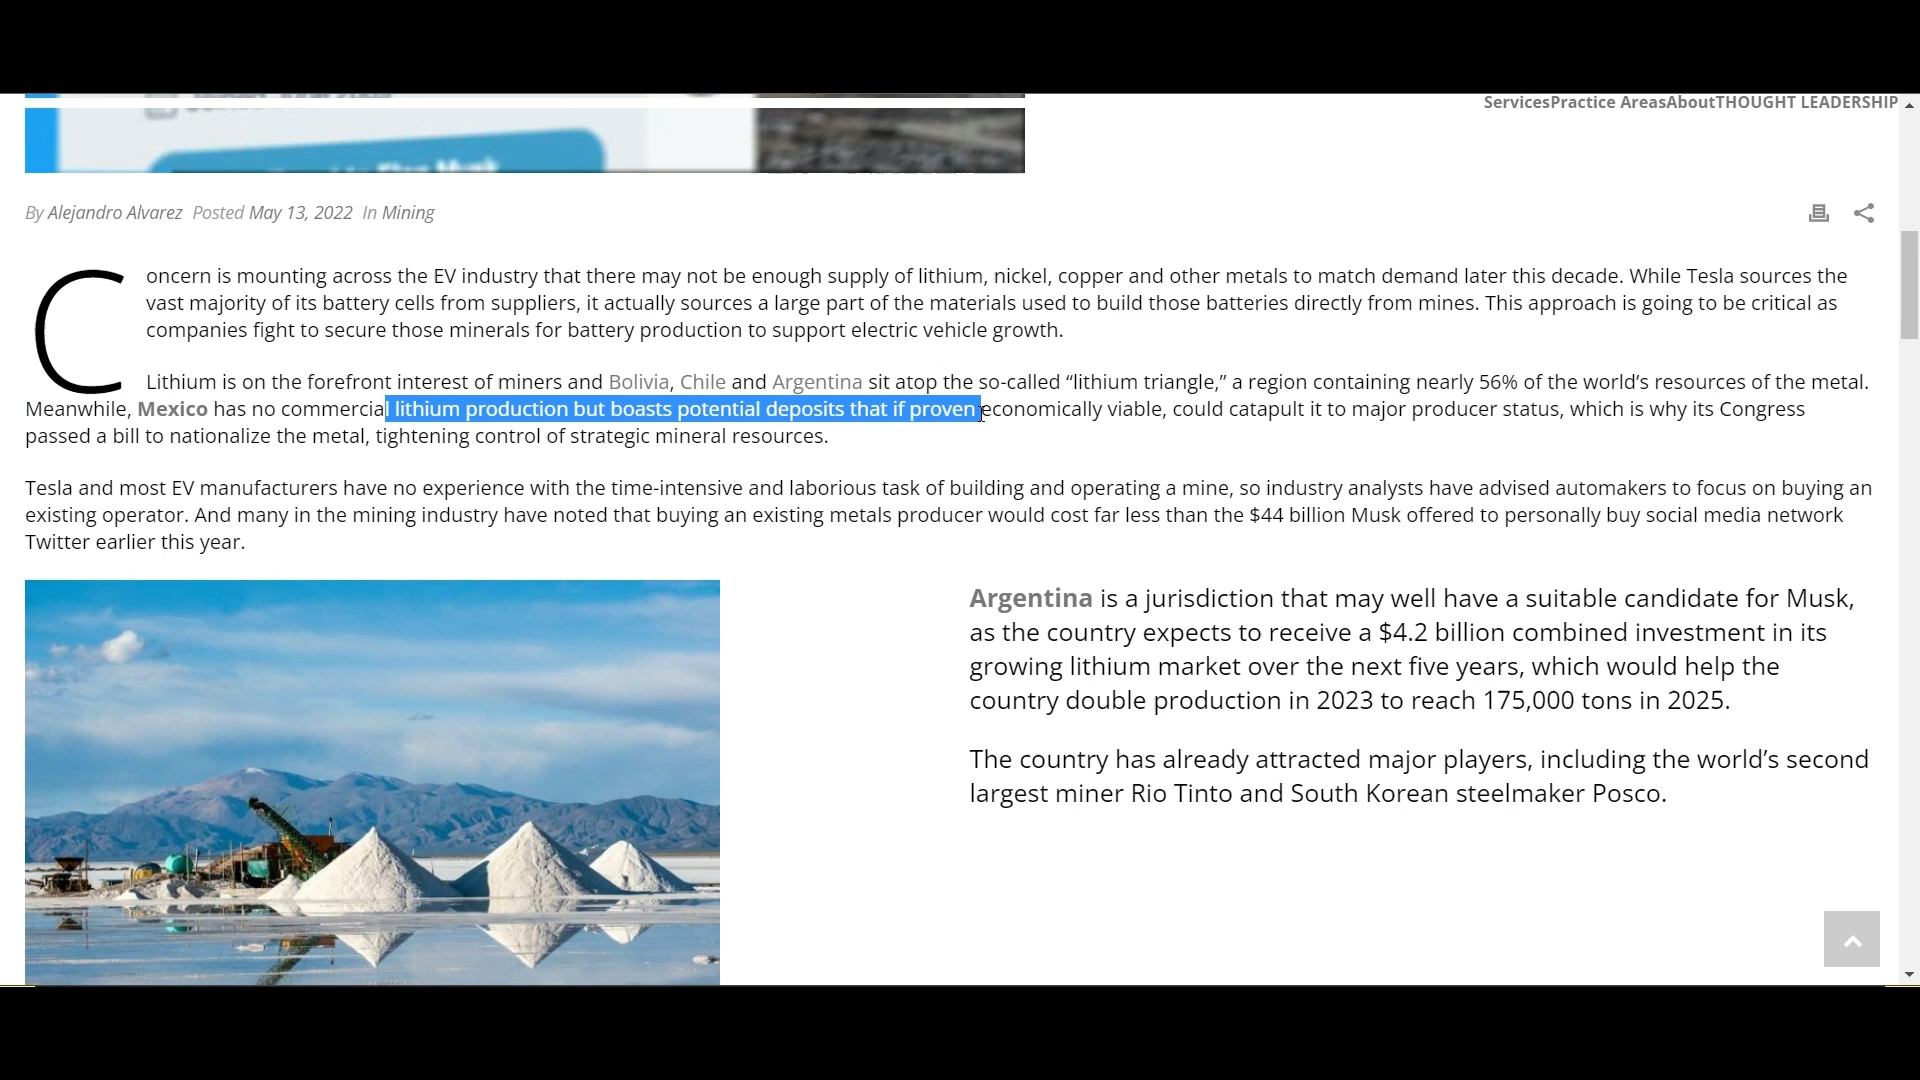 ServicesPractice AreasAboutTHOUGHT LEADERSHIP
By Alejandro Alvarez Posted May 13, 2022 In Mining
Concern is mounting across the EV industry that there may not be enough supply of lithium, nickel, copper and other metals to match demand later this decade. While Tesla sources the
vast majority of its battery cells from suppliers, it actually sources a large part of the materials used to build those batteries directly from mines. This approach is going to be critical as
companies fight to secure those minerals for battery production to support electric vehicle growth.
Lithium is on the forefront interest of miners and Bolivia, Chile and Argentina sit atop the so-called “lithium triangle,” a region containing nearly 56% of the world’s resources of the metal.
Meanwhile, Mexico has no commercial lithium production but boasts potential deposits that if proven economically viable, could catapult it to major producer status, which is why its Congress
passed a bill to nationalize the metal, tightening control of strategic mineral resources.
Tesla and most EV manufacturers have no experience with the time-intensive and laborious task of building and operating a mine, so industry analysts have advised automakers to focus on buying an
existing operator. And many in the mining industry have noted that buying an existing metals producer would cost far less than the $44 billion Musk offered to personally buy social media network
Twitter earlier this year.
Argentina is a jurisdiction that may well have a suitable candidate for Musk,
as the country expects to receive a $4.2 billion combined investment in its
growing lithium market over the next five years, which would help the
country double production in 2023 to reach 175,000 tons in 2025.
The country has already attracted major players, including the world’s second
largest miner Rio Tinto and South Korean steelmaker Posco.